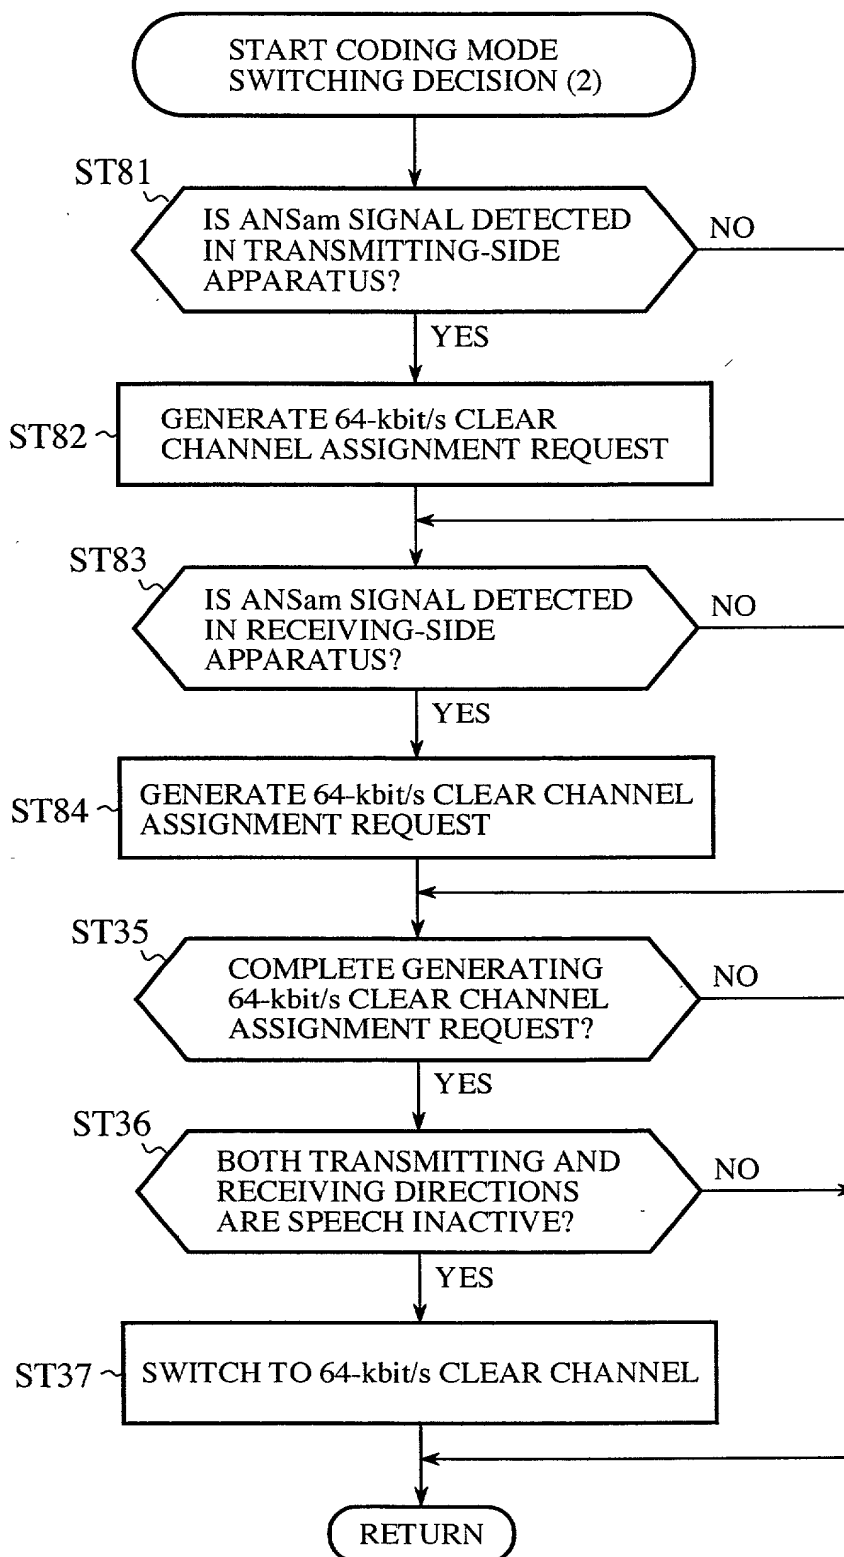 START CODING MODE
SWITCHING DECISION (2)
ST81
IS ANSam SIGNAL DETECTED
IN TRANSMITTING-SIDE
APPARATUS?
NO
YES
ST82
GENERATE 64-kbit/s CLEAR
CHANNEL ASSIGNMENT REQUEST
ST83
IS ANSam SIGNAL DETECTED
IN RECEIVING-SIDE
APPARATUS?
NO
YES
ST84
GENERATE 64-kbit/s CLEAR CHANNEL
ASSIGNMENT REQUEST
ST35
COMPLETE GENERATING
64-kbit/s CLEAR CHANNEL
ASSIGNMENT REQUEST?
NO
YES
ST36
BOTH TRANSMITTING AND
RECEIVING DIRECTIONS
ARE SPEECH INACTIVE?
NO
YES
ST37
SWITCH TO 64-kbit/s CLEAR CHANNEL
RETURN